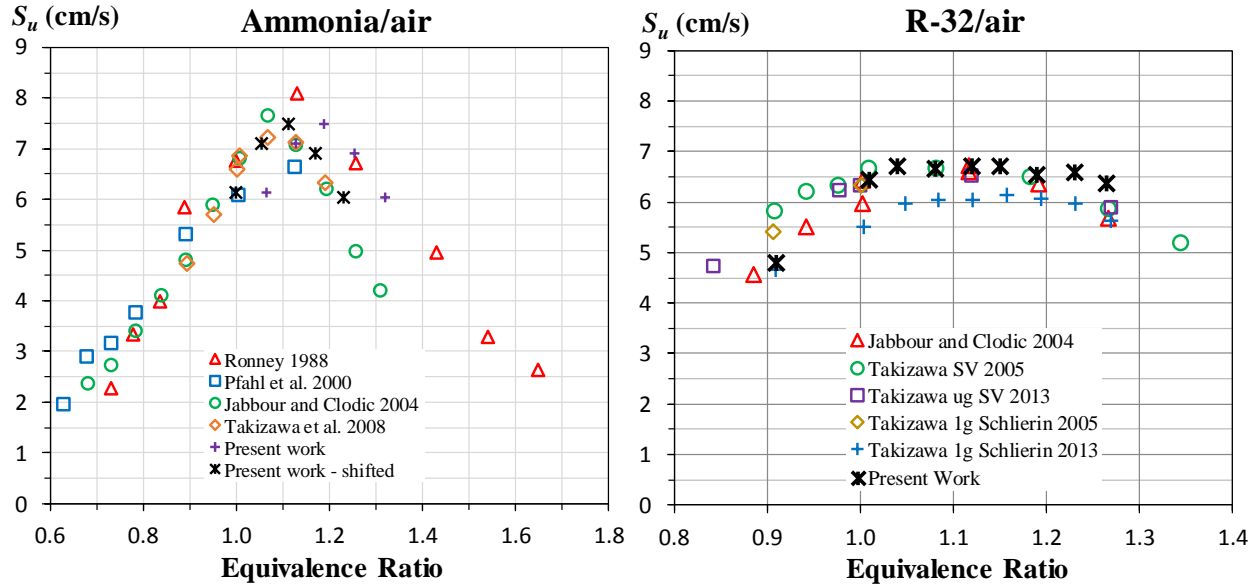 S_u (cm/s)
Ammonia/air
9
8
7
6
5
4
3
2
1
0
Ronney 1988
Pfahl et al. 2000
Jabbour and Clodic 2004
Takizawa et al. 2008
Present work
Present work - shifted
0.6 0.8 1.0 1.2 1.4 1.6 1.8
Equivalence Ratio
S_u (cm/s)
R-32/air
9
8
7
6
5
4
3
2
1
0
Jabbour and Clodic 2004
Takizawa SV 2005
Takizawa ug SV 2013
Takizawa 1g Schlierin 2005
Takizawa 1g Schlierin 2013
Present Work
0.8 0.9 1.0 1.1 1.2 1.3 1.4
Equivalence Ratio